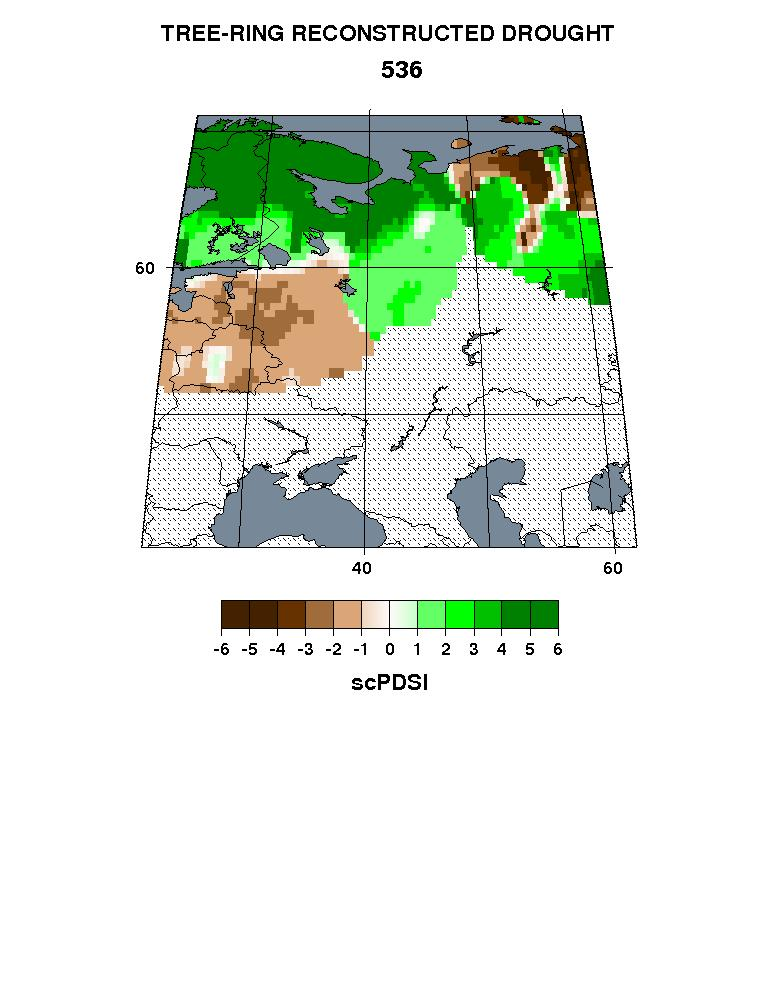 TREE-RING RECONSTRUCTED DROUGHT
536
60
40 60
-6 -5 -4 -3 -2 -1 0 1 2 3 4 5 6
scPDSI